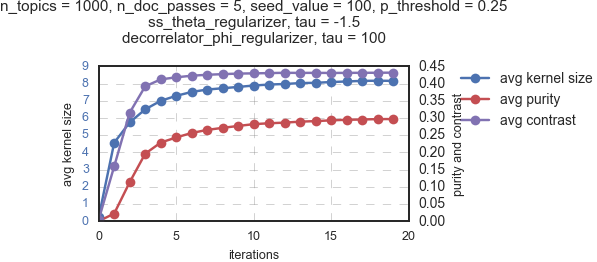 n_topics = 1000, n_doc_passes = 5, seed_value = 100, p_threshold = 0.25
ss_theta_regularizer, tau = -1.5
decorrelator_phi_regularizer, tau = 100
9
8
7
6
5
4
3
2
1
0
avg kernel size
0.45
0.40
0.35
0.30
0.25
0.20
0.15
0.10
0.05
0.00
purity and contrast
avg kernel size
avg purity
avg contrast
0 5 10 15 20
iterations